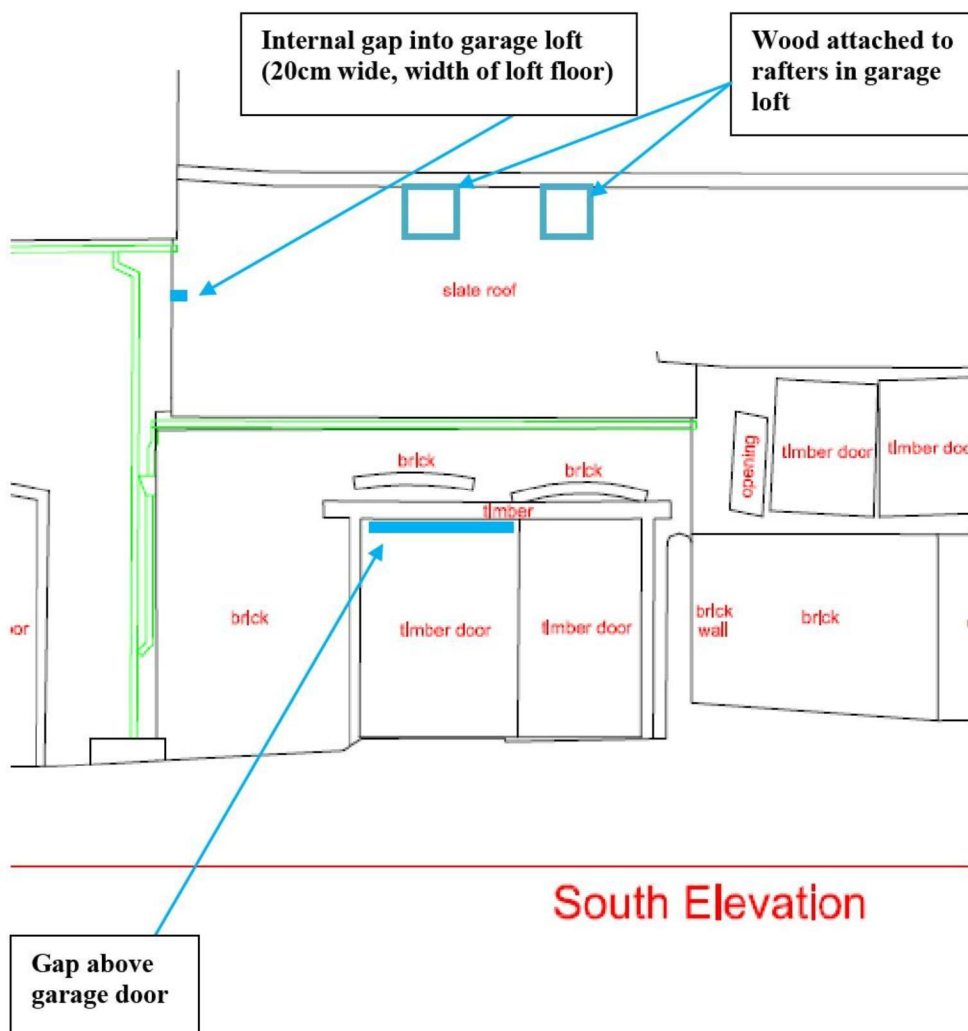 Internal gap into garage loft
(20cm wide, width of loft floor)
Wood attached to
rafters in garage
loft
slate roof
brick
brick
timber
opening
timber door
timber doo
oor
brick
timber door
timber door
brick
wall
brick
South Elevation
Gap above
garage door